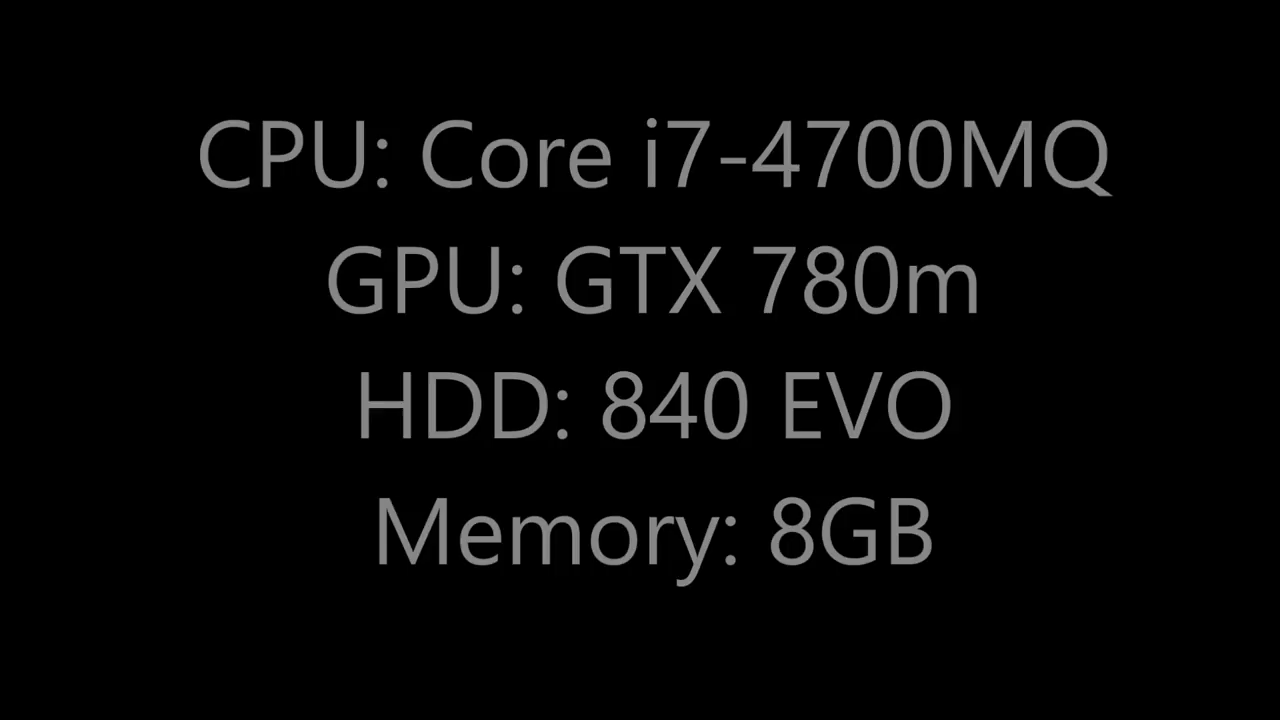 CPU: Core i7-4700MQ
GPU: GTX 780m
HDD: 840 EVO
Memory: 8GB